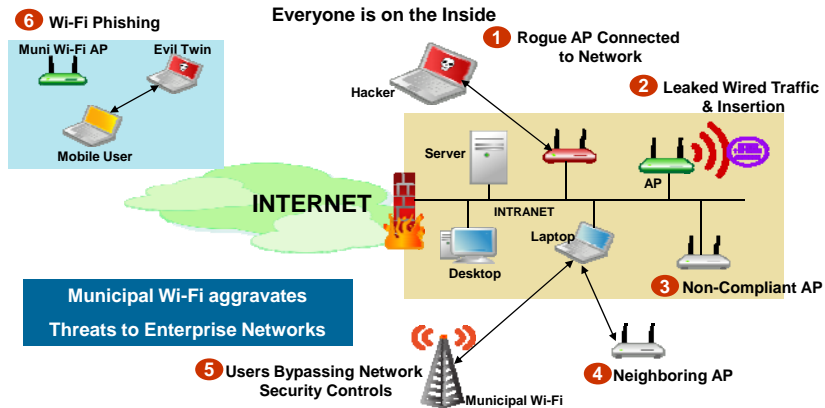 Everyone is on the Inside
6 Wi-Fi Phishing
Muni Wi-Fi AP
Evil Twin
Mobile User
1 Rogue AP Connected
to Network
Hacker
2 Leaked Wired Traffic
& Insertion
Server
AP
INTERNET
INTRANET
Desktop
Laptop
3 Non-Compliant AP
Municipal Wi-Fi aggravates
Threats to Enterprise Networks
5 Users Bypassing Network
Security Controls
Municipal Wi-Fi
4 Neighboring AP